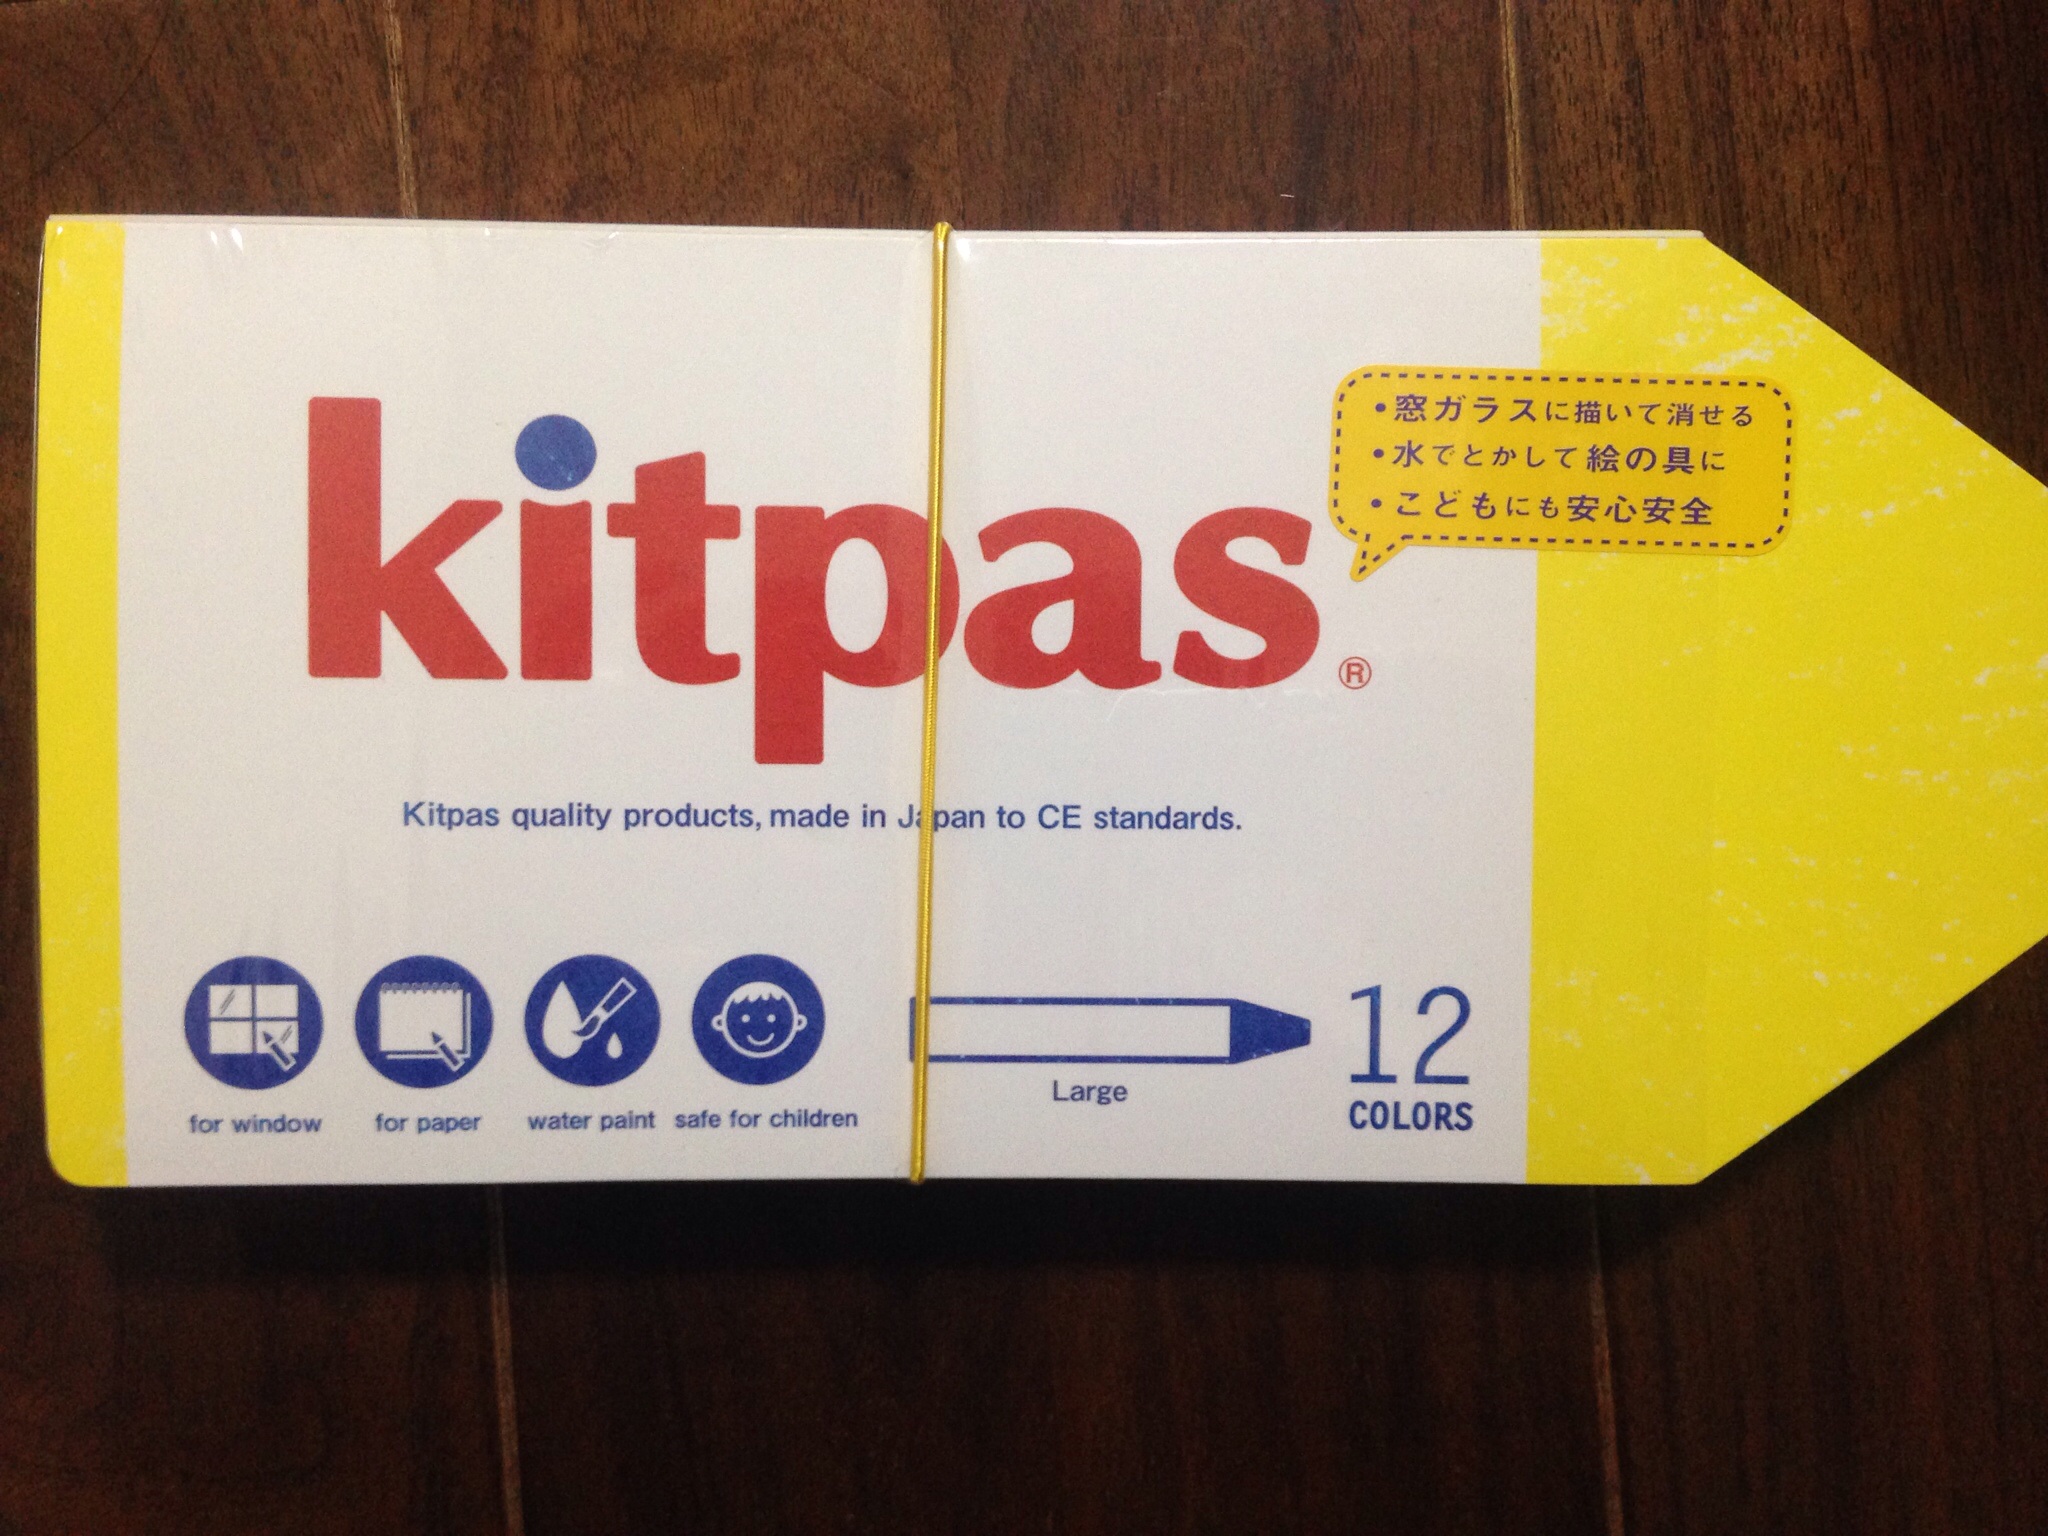 kitpas®
・窓ガラスに描いて消せる
・水でとかして絵の具に
・こどもにも安心安全
Kitpas quality products, made in Japan to CE standards.
for window
for paper
water paint
safe for children
Large
12
COLORS